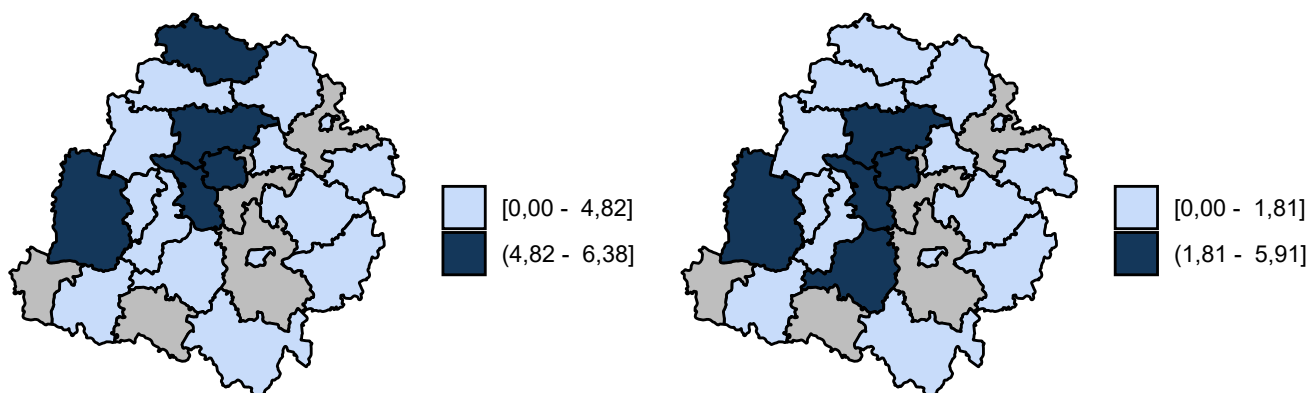 [0,00 - 4,82]
(4,82 - 6,38]
[0,00 - 1,81]
(1,81 - 5,91]